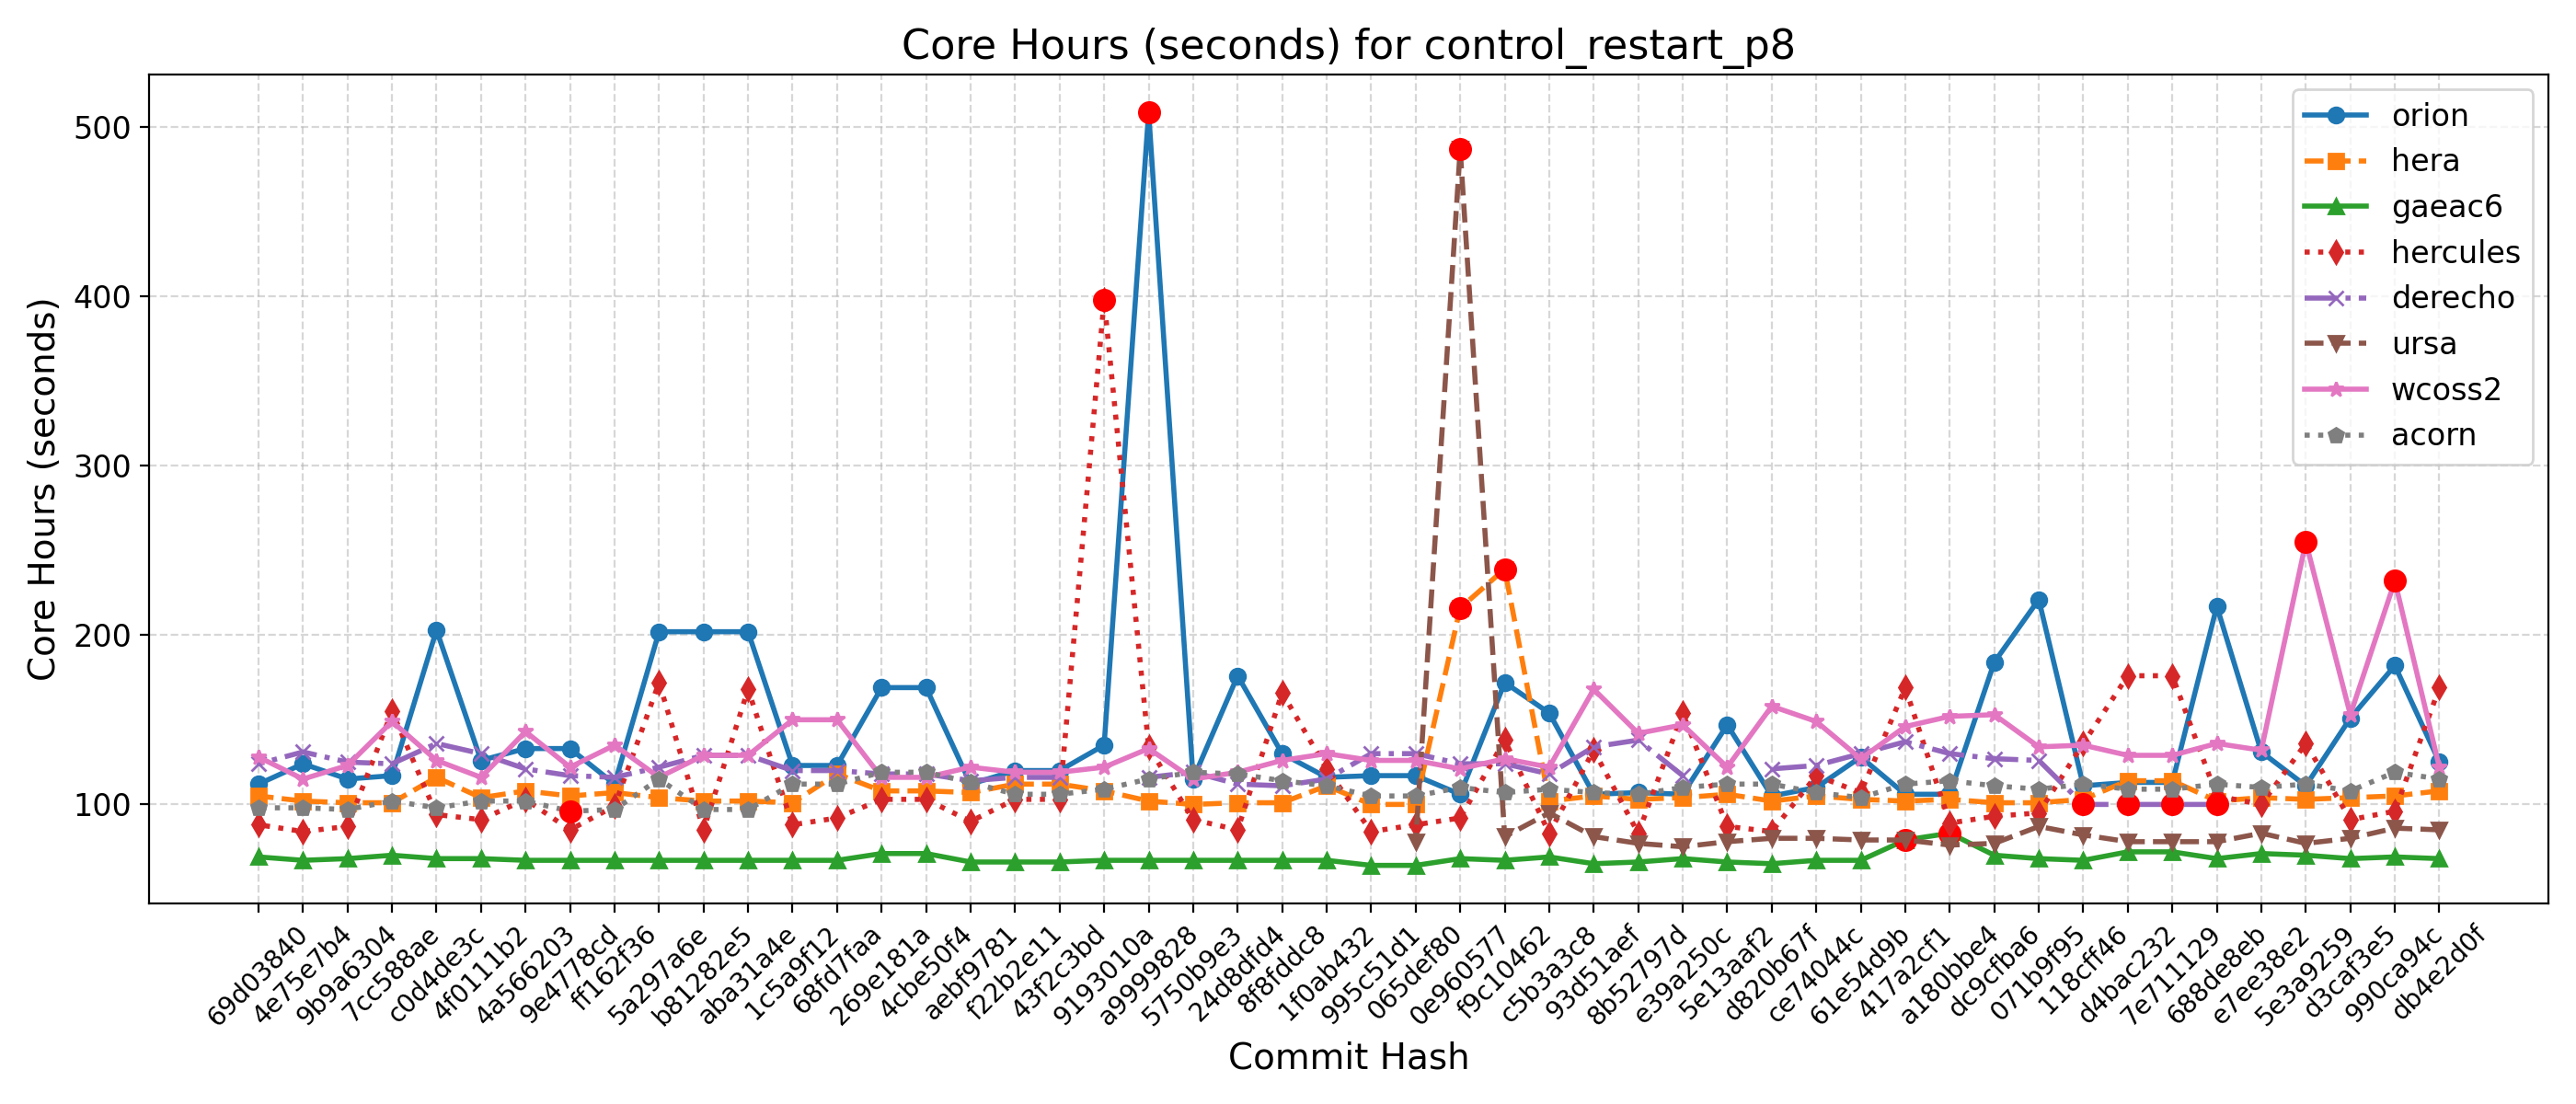 Core Hours (seconds) for control_restart_p8
Core Hours (seconds)
500
400
300
200
100
orion
hera
gaeac6
hercules
derecho
ursa
wcoss2
acorn
69d03840
4e75e7b4
9b9a6304
7cc588ae
c0d4de3c
4f0111b2
4a566203
9e4778cd
ff162f36
5a297a6e
b81282e5
aba31a4e
1c5a9f12
68fd7faa
269e181a
4cbe50f4
aebf9781
f22b2e11
43f2c3bd
9193010a
a9999828
5750b9e3
24d8dfd4
8f8fddc8
1f0ab432
995c51d1
065def80
0e960577
f9c10462
c5b3a3c8
93d51aef
8b52797d
e39a250c
5e13aaf2
d820b67f
ce74044c
61e54d9b
417a2cf1
a180bbe4
dc9cfba6
071b9f95
118cff46
d4bac232
7e711129
688de8eb
e7ee38e2
5e3a9259
d3caf3e5
990ca94c
db4e2d0f
Commit Hash